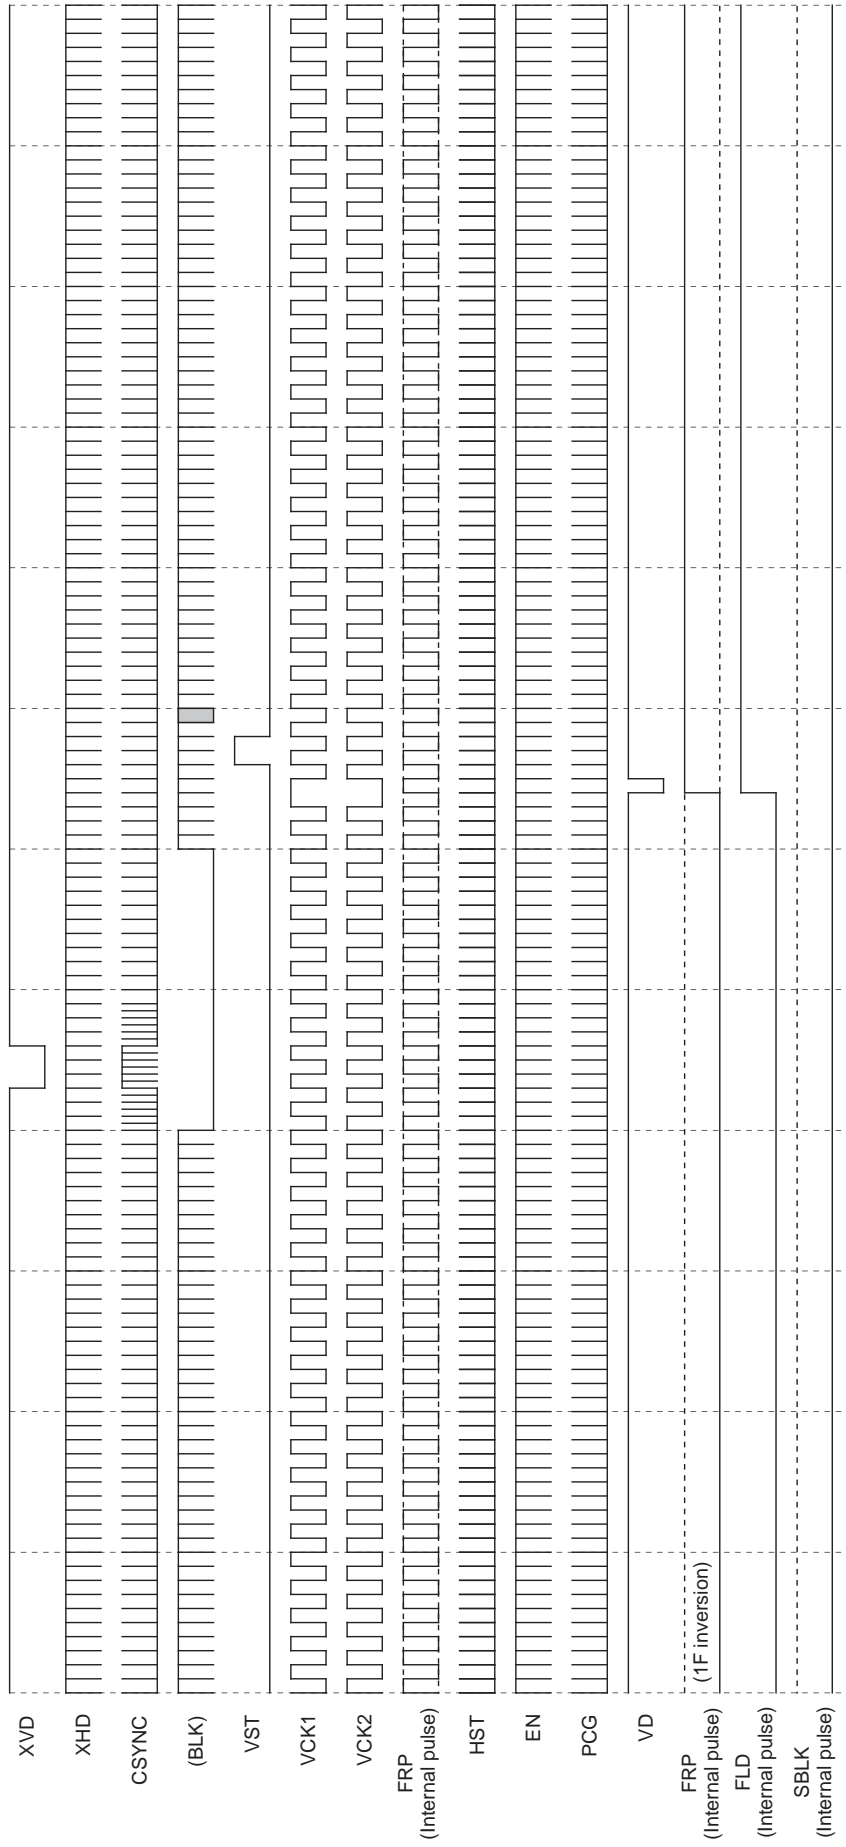 XVD
XHD
CSYNC
(BLK)
VST
VCK1
VCK2
FRP
(Internal pulse)
HST
EN
PCG
VD
FRP
(Internal pulse)
(1F inversion)
FLD
(Internal pulse)
SBLK
(Internal pulse)